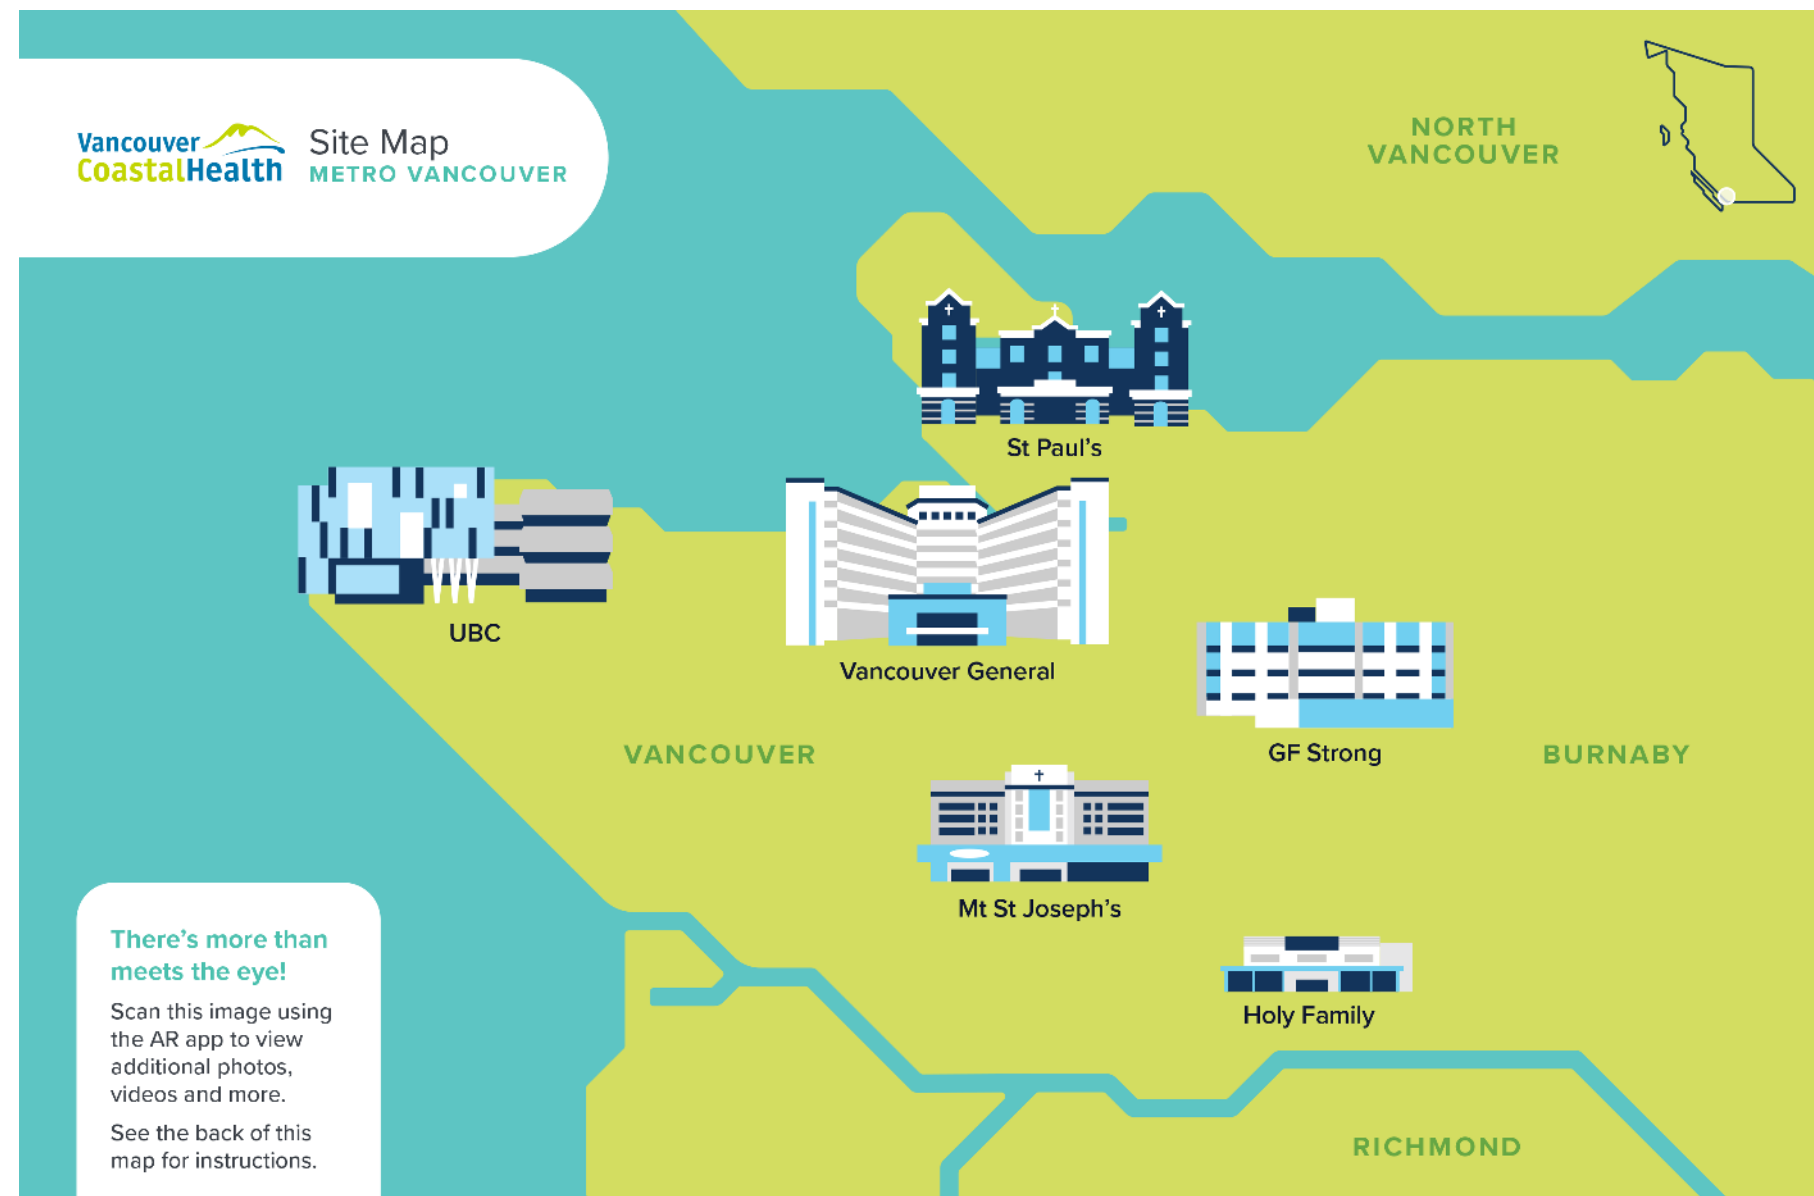 Vancouver
CoastalHealth
Site Map
METRO VANCOUVER
NORTH
VANCOUVER
St Paul's
UBC
Vancouver General
GF Strong
VANCOUVER
BURNABY
Mt St Joseph's
Holy Family
RICHMOND
There's more than
meets the eye!
Scan this image using
the AR app to view
additional photos,
videos and more.
See the back of this
map for instructions.